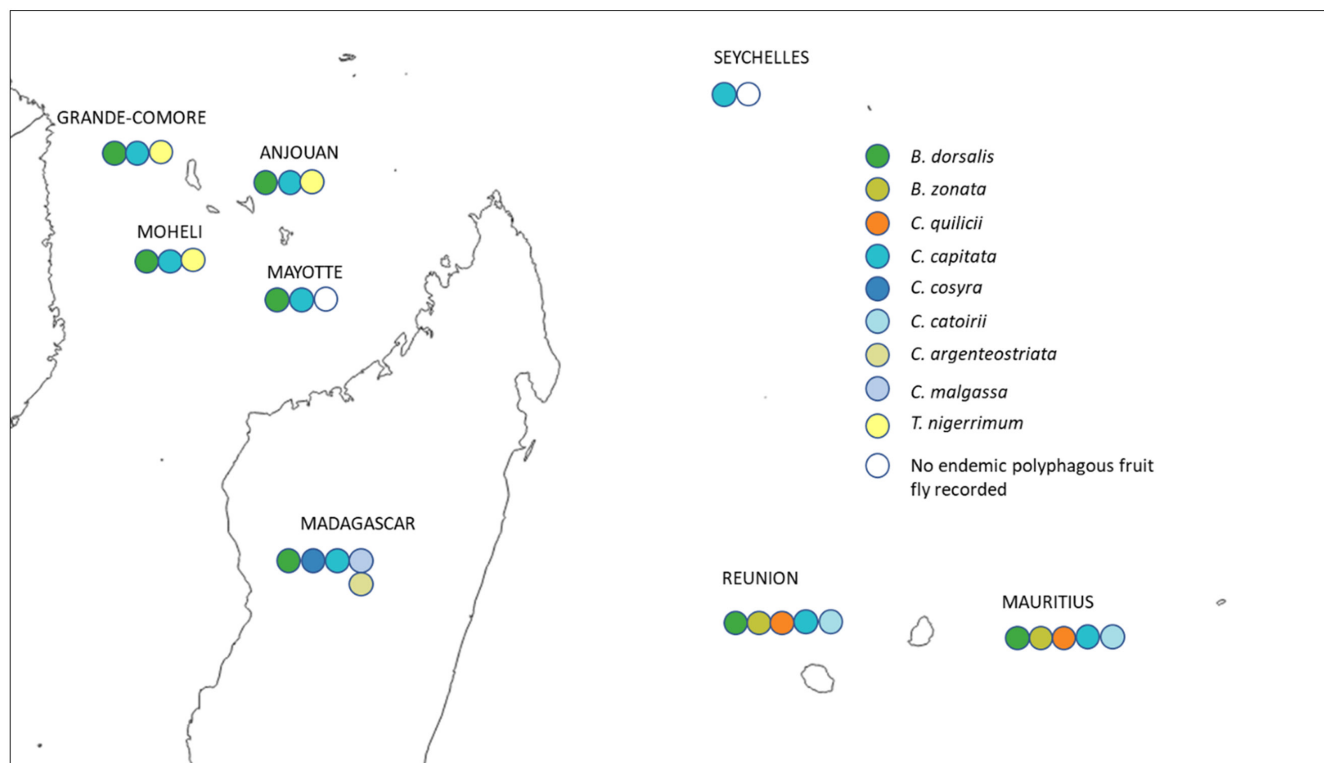 SEYCHELLES
GRANDE-COMORE
ANJOUAN
MOHELI
MAYOTTE
B. dorsalis
B. zonata
C. quilicii
C. capitata
C. cosyra
C. catoirii
C. argenteostriata
C. malgassa
T. nigerrimum
No endemic polyphagous fruit
fly recorded
MADAGASCAR
REUNION
MAURITIUS